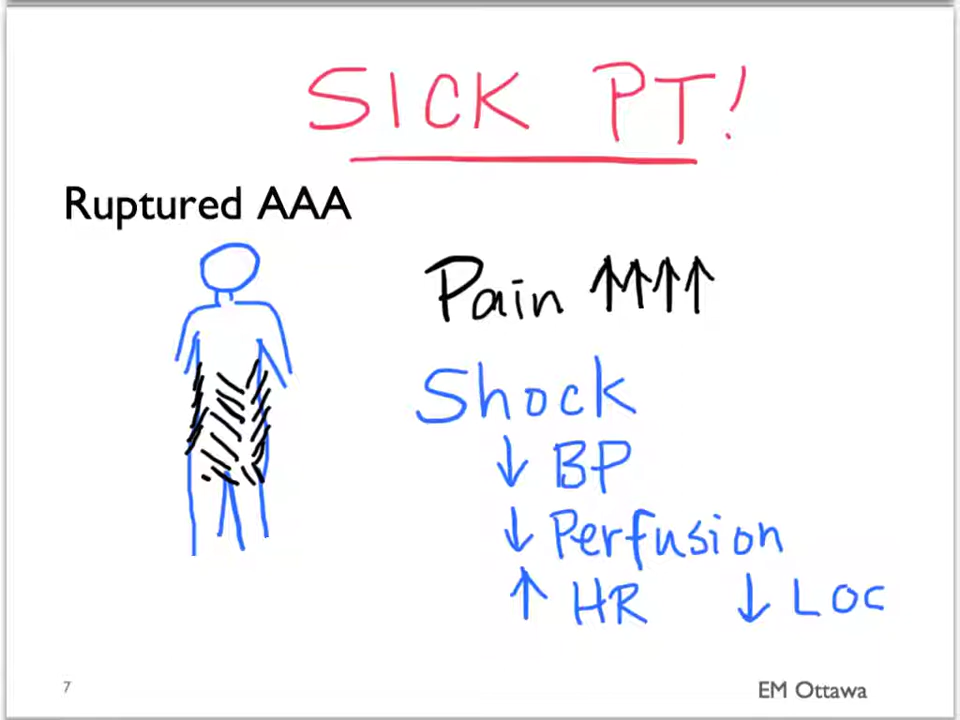 SICK PT!
Ruptured AAA
Pain ↑↑↑↑
Shock
↓ BP
↓ Perfusion
↑ HR ↓ LOC
7
EM Ottawa